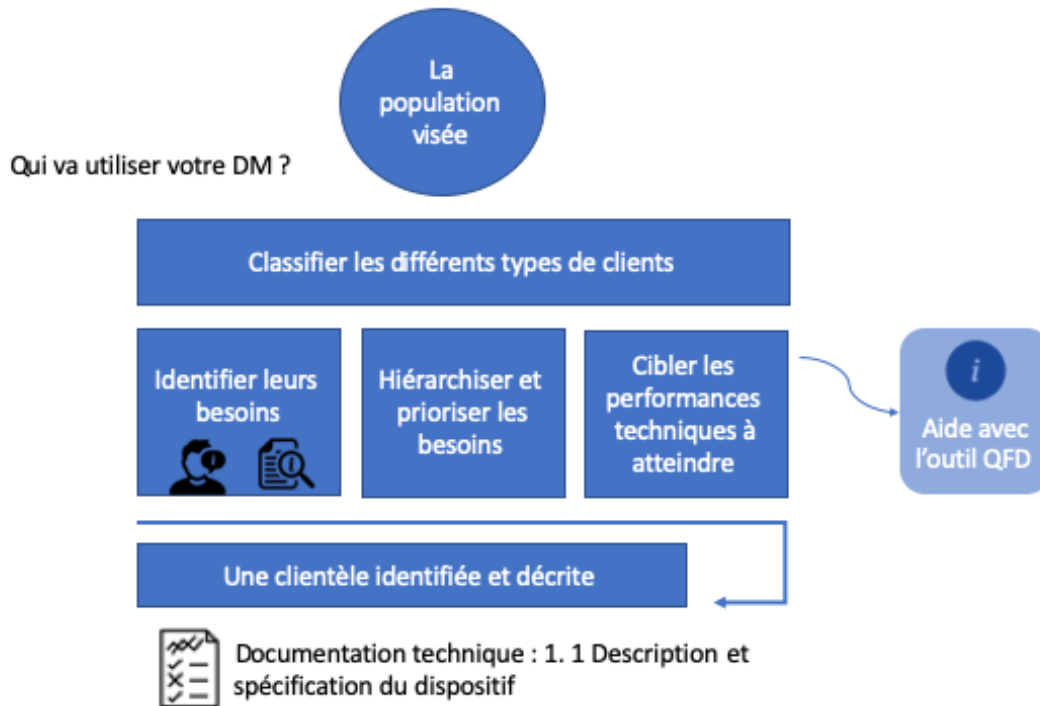 La
population
visée
Qui va utiliser votre DM ?
Classifier les différents types de clients
Identifier leurs
besoins
Hiérarchiser et
prioriser les
besoins
Cibler les
performances
techniques à
atteindre
i
Aide avec
l'outil QFD
Une clientèle identifiée et décrite
Documentation technique : 1. 1 Description et
spécification du dispositif